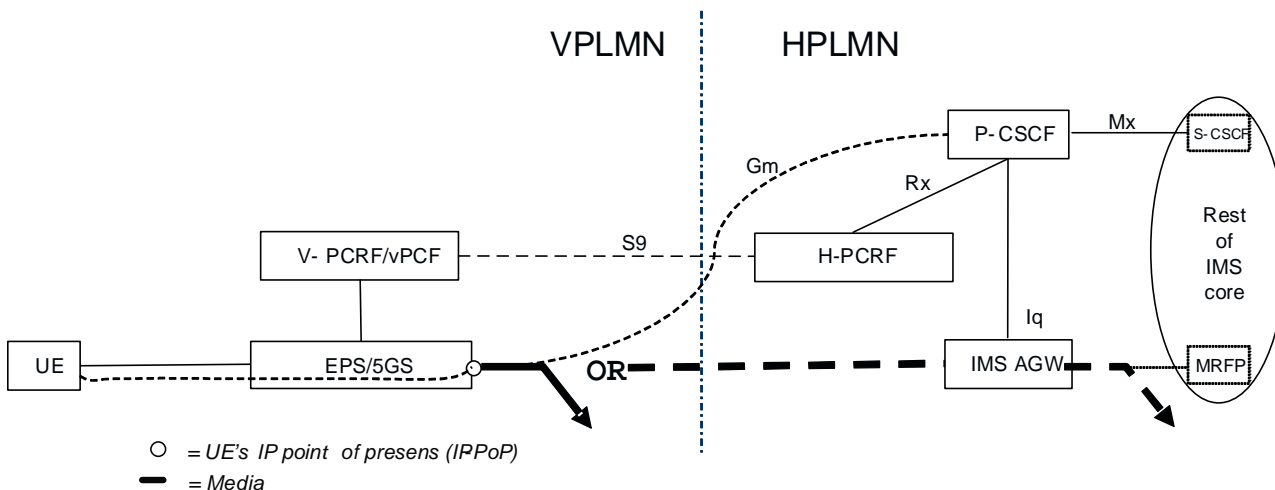 VPLMN
HPLMN
P-CSCF
Mx
S-CSCF
Gm
Rx
Rest
of
IMS
core
V- PCRF/vPCF
S9
H-PCRF
Iq
UE
EPS/5GS
OR
IMS AGW
MRFP
= UE's IP point of presens (IP-PoP)
= Media